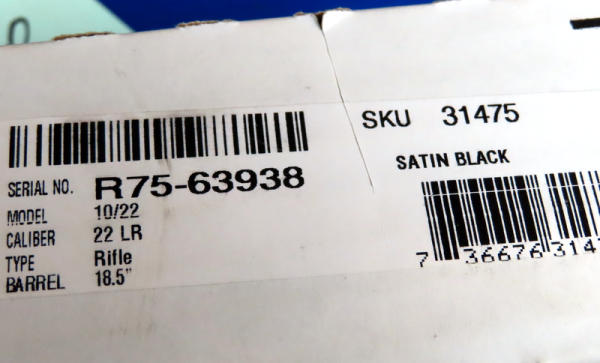 0
SKU 31475
SERIAL NO. R75-63938
SATIN BLACK
MODEL 10/22
CALIBER 22 LR
TYPE Rifle
BARREL 18.5"
7 36676 314